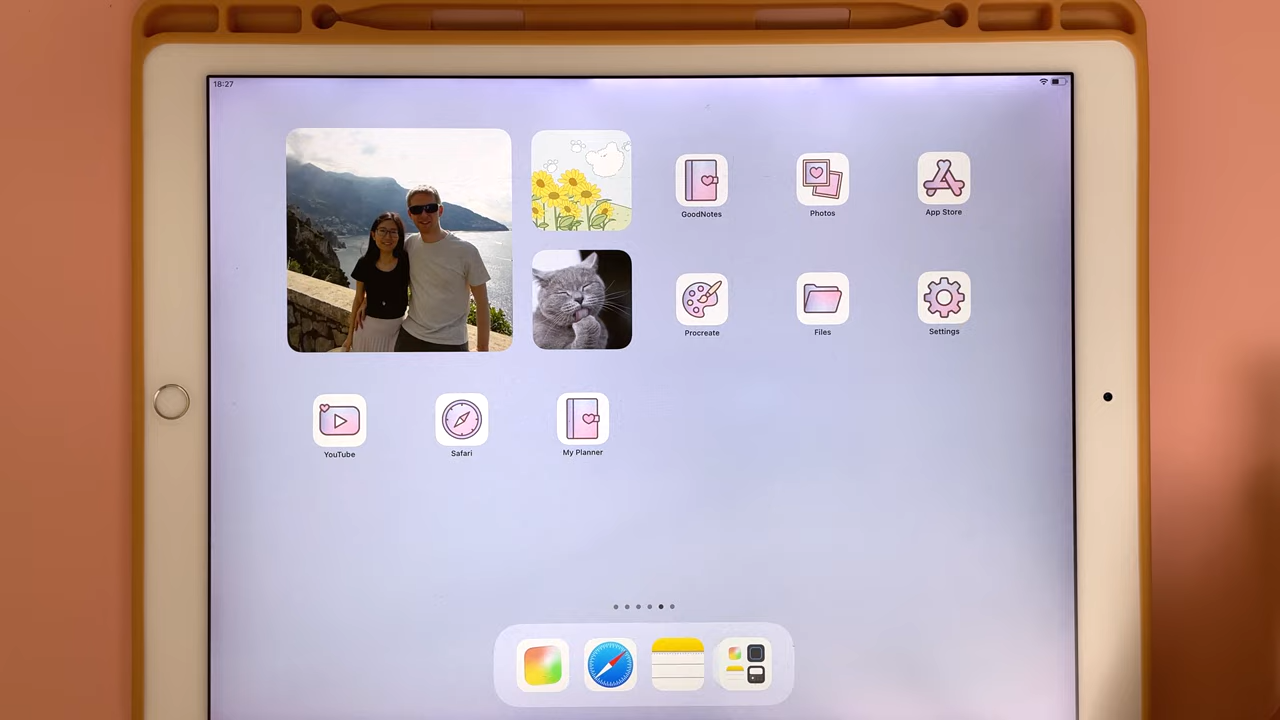 18:27
GoodNotes
Photos
App Store
Procreate
Files
Settings
YouTube
Safari
My Planner